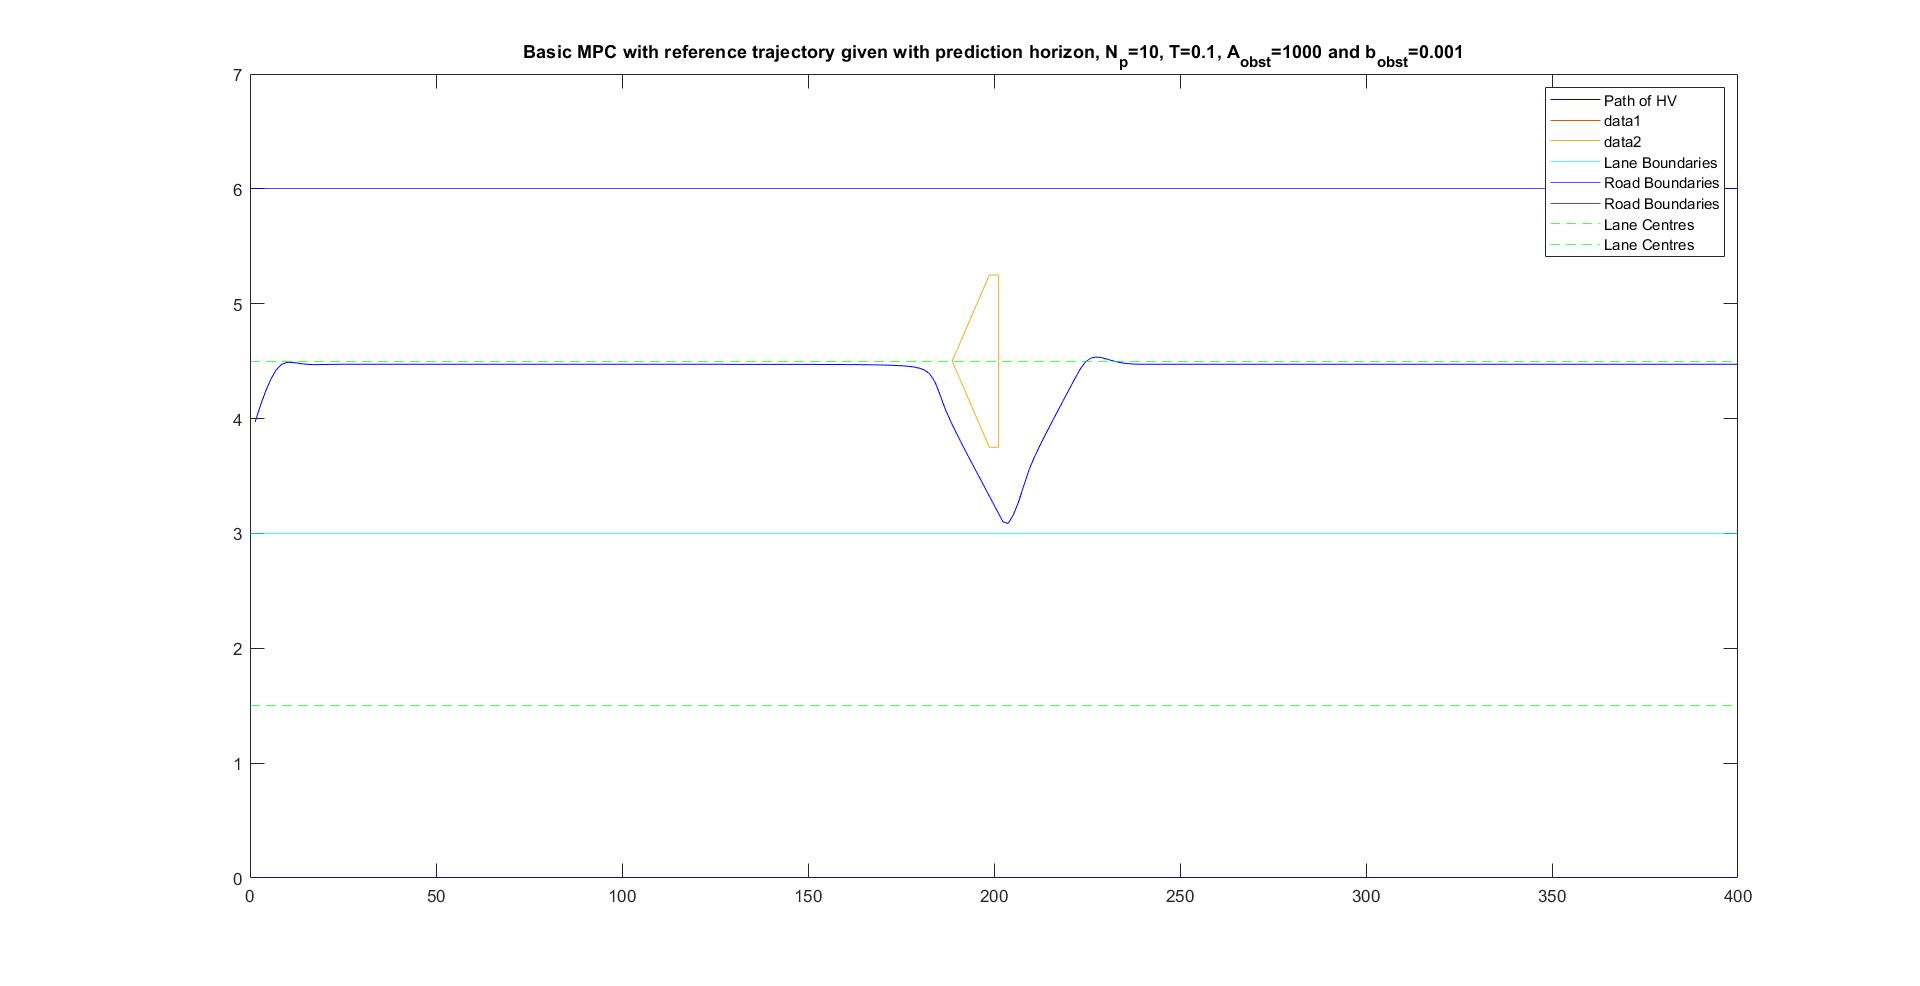 Basic MPC with reference trajectory given with prediction horizon, Np=10, T=0.1, Aobst=1000 and bobst=0.001
7
6
5
4
3
2
1
0
Path of HV
data1
data2
Lane Boundaries
Road Boundaries
Road Boundaries
Lane Centres
Lane Centres
0 50 100 150 200 250 300 350 400